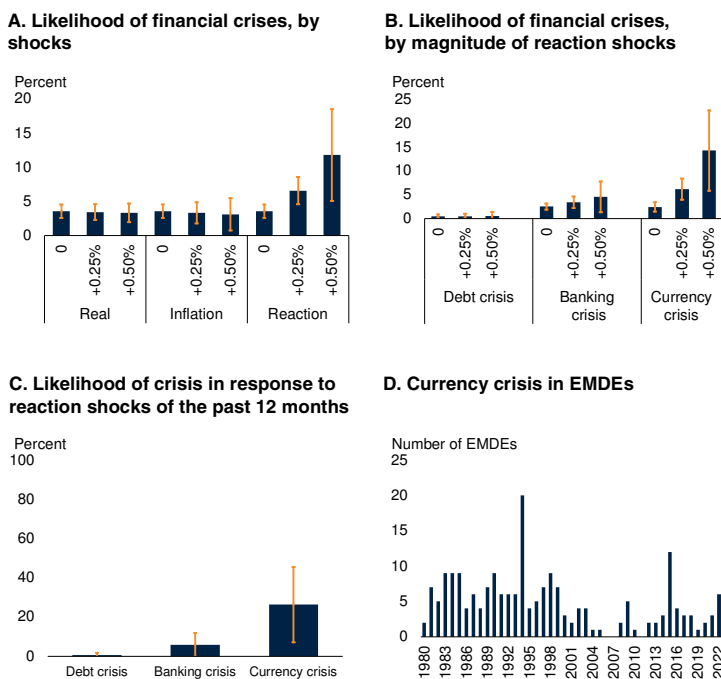 A. Likelihood of financial crises, by
shocks
Percent
20
15
10
5
0
0
+0.25%
+0.50%
0
+0.25%
+0.50%
0
+0.25%
+0.50%
Real
Inflation
Reaction
B. Likelihood of financial crises,
by magnitude of reaction shocks
Percent
25
20
15
10
5
0
0
+0.25%
+0.50%
0
+0.25%
+0.50%
0
+0.25%
+0.50%
Debt crisis
Banking
crisis
Currency
crisis
C. Likelihood of crisis in response to
reaction shocks of the past 12 months
Percent
100
80
60
40
20
0
Debt crisis
Banking crisis
Currency crisis
D. Currency crisis in EMDEs
Number of EMDEs
25
20
15
10
5
0
1980
1983
1986
1989
1992
1995
1998
2001
2004
2007
2010
2013
2016
2019
2022